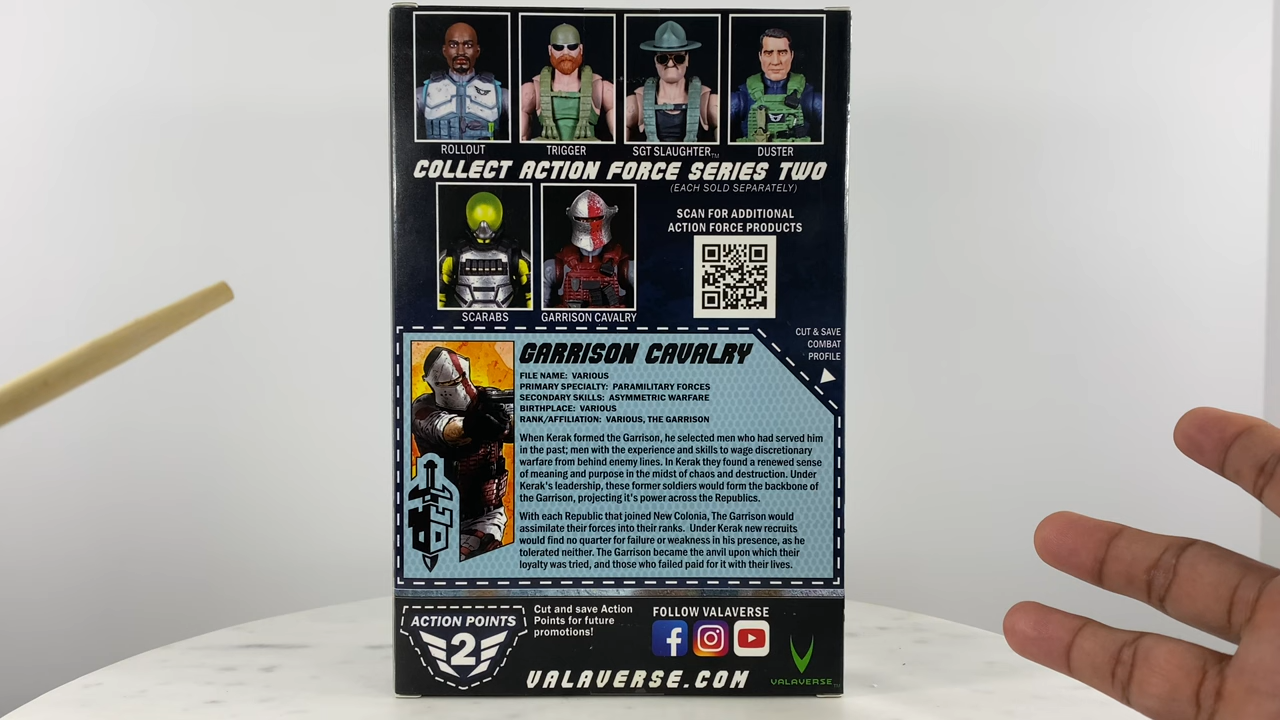 ROLLOUT TRIGGER SGT SLAUGHTER™ DUSTER
COLLECT ACTION FORCE SERIES TWO
(EACH SOLD SEPARATELY)
SCAN FOR ADDITIONAL
ACTION FORCE PRODUCTS
SCARABS GARRISON CAVALRY
CUT & SAVE
COMBAT
PROFILE
GARRISON CAVALRY
FILE NAME: VARIOUS
PRIMARY SPECIALTY: PARAMILITARY FORCES
SECONDARY SKILLS: ASYMMETRIC WARFARE
BIRTHPLACE: VARIOUS
RANK/AFFILIATION: VARIOUS, THE GARRISON
When Kerak formed the Garrison, he selected men who had served him
in the past; men with the experience and skills to wage discretionary
warfare from behind enemy lines. In Kerak they found a renewed sense
of meaning and purpose in the midst of chaos and destruction. Under
Kerak's leadership, these former soldiers would form the backbone of
the Garrison, projecting it's power across the Republics.
With each Republic that joined New Colonia, The Garrison would
assimilate their forces into their ranks. Under Kerak new recruits
would find no quarter for failure or weakness in his presence, as he
tolerated neither. The Garrison became the anvil upon which their
loyalty was tried, and those who failed paid for it with their lives.
ACTION POINTS
2
Cut and save Action
Points for future
promotions!
FOLLOW VALAVERSE
VALAVERSE.COM
VALAVERSE™